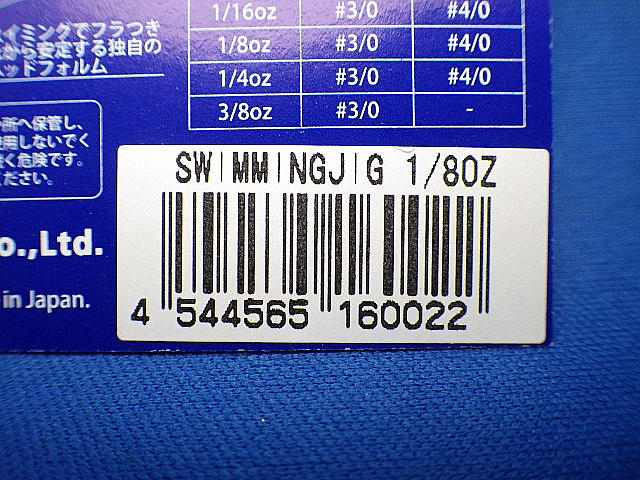 1/16oz #3/0 #4/0
1/8oz #3/0 #4/0
1/4oz #3/0 #4/0
3/8oz #3/0 -
イミングでフラつき
から安定する独自の
ヘッドフォルム
所へ保管し、
使用しないでく
く危険です。
ださい。
o.,Ltd.
in Japan.
SWIMMINGJIG 1/8OZ
4 544565 160022